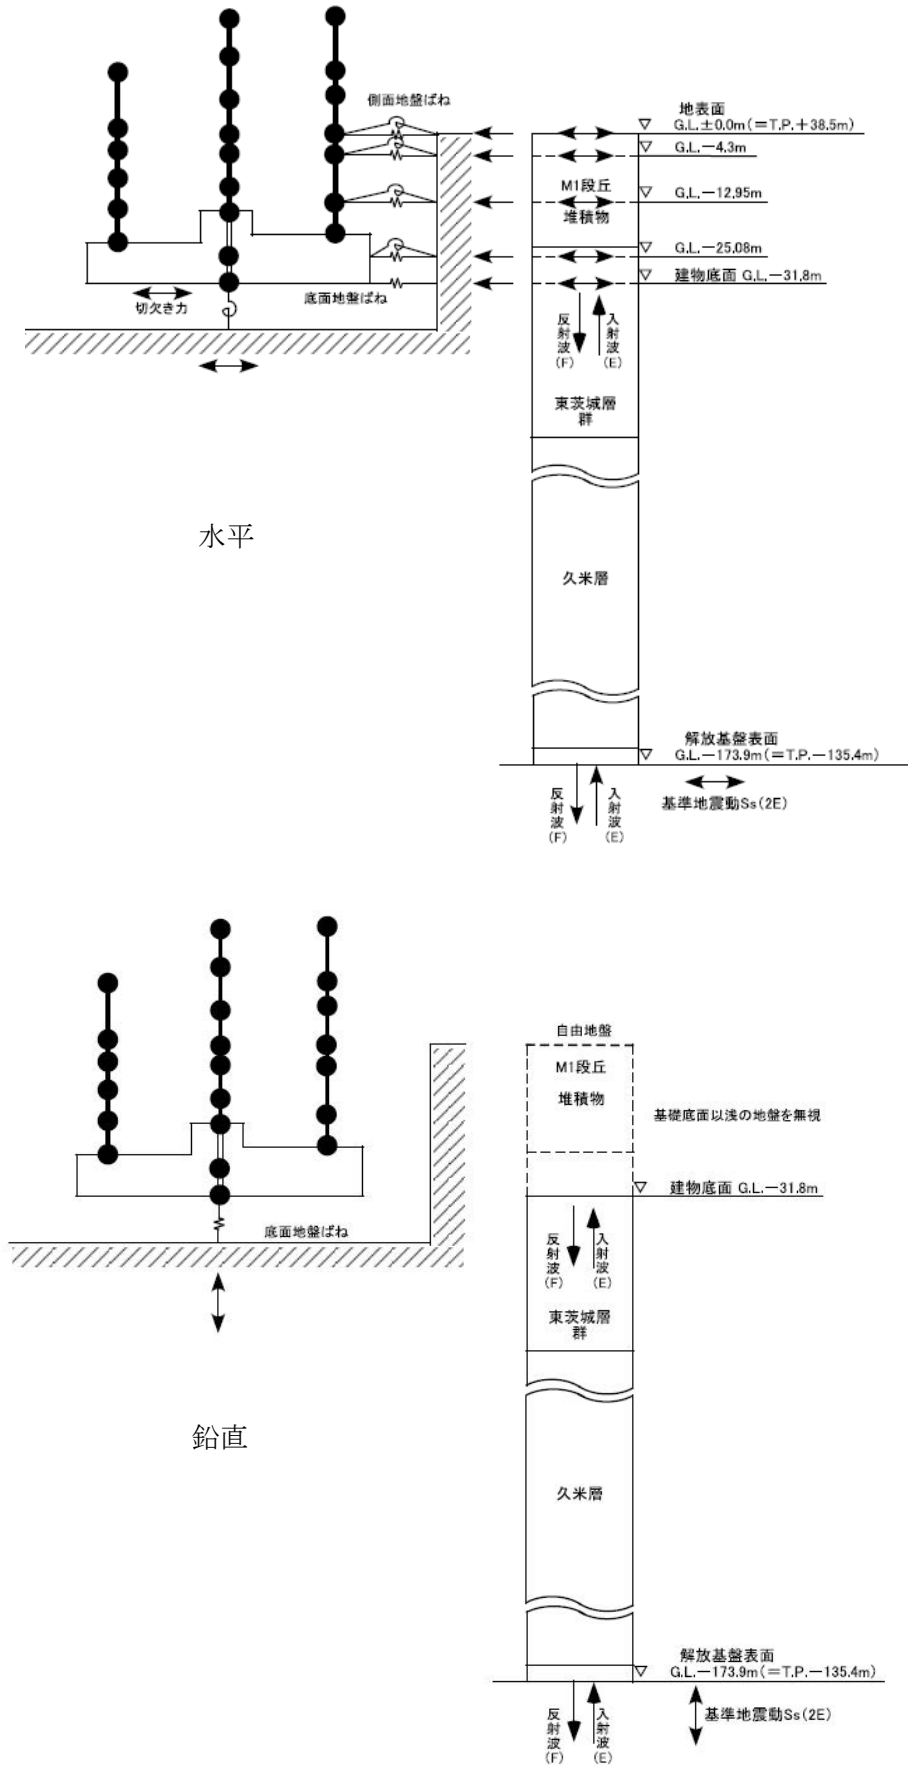 側面地盤ばね
地表面
G.L.±0.0m(=T.P.+38.5m)
G.L.-4.3m
M1段丘
堆積物
G.L.-12.95m
G.L.-25.08m
建物底面 G.L.-31.8m
切欠き力
底面地盤ばね
反射波(F)
入射波(E)
東茨城層
群
水平
久米層
解放基盤表面
G.L.-173.9m(=T.P.-135.4m)
反射波(F)
入射波(E)
基準地震動Ss(2E)
自由地盤
M1段丘
堆積物
基礎底面以浅の地盤を無視
建物底面 G.L.-31.8m
底面地盤ばね
反射波(F)
入射波(E)
東茨城層
群
鉛直
久米層
解放基盤表面
G.L.-173.9m(=T.P.-135.4m)
反射波(F)
入射波(E)
基準地震動Ss(2E)